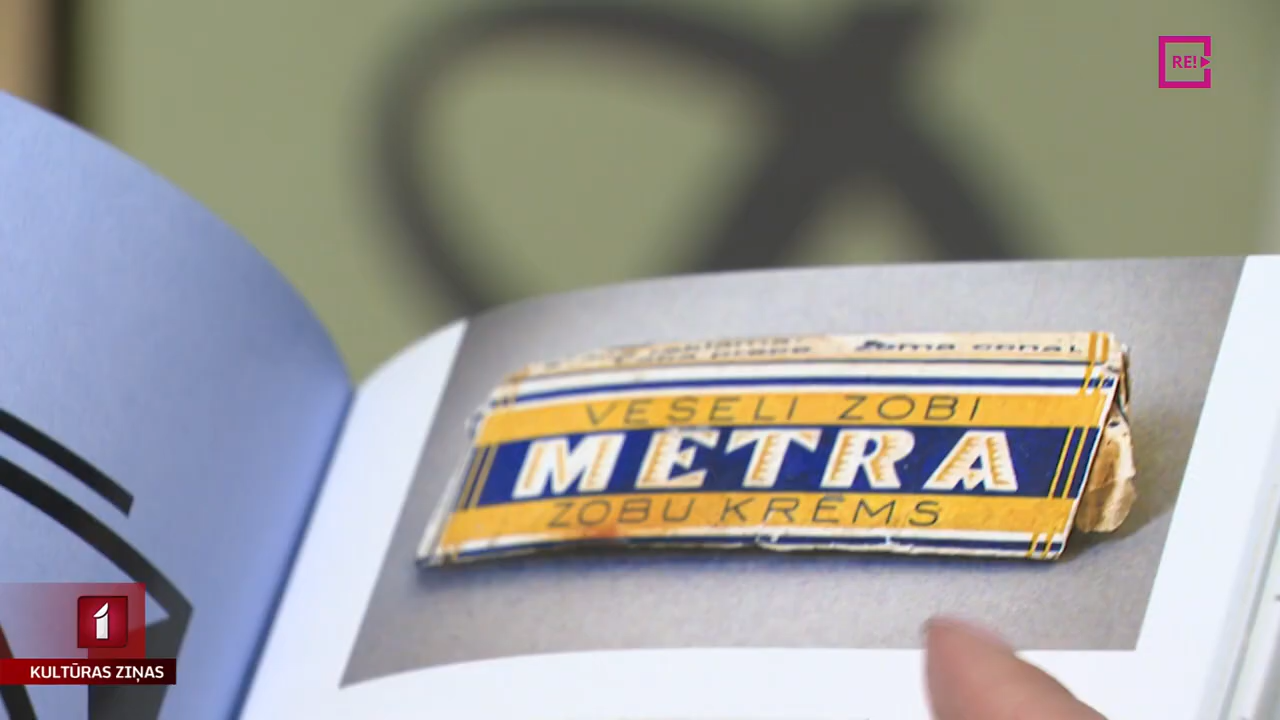 RE!
VESELI ZOBI
METRA
ZOBU KRĒMS
1
KULTŪRAS ZIŅAS